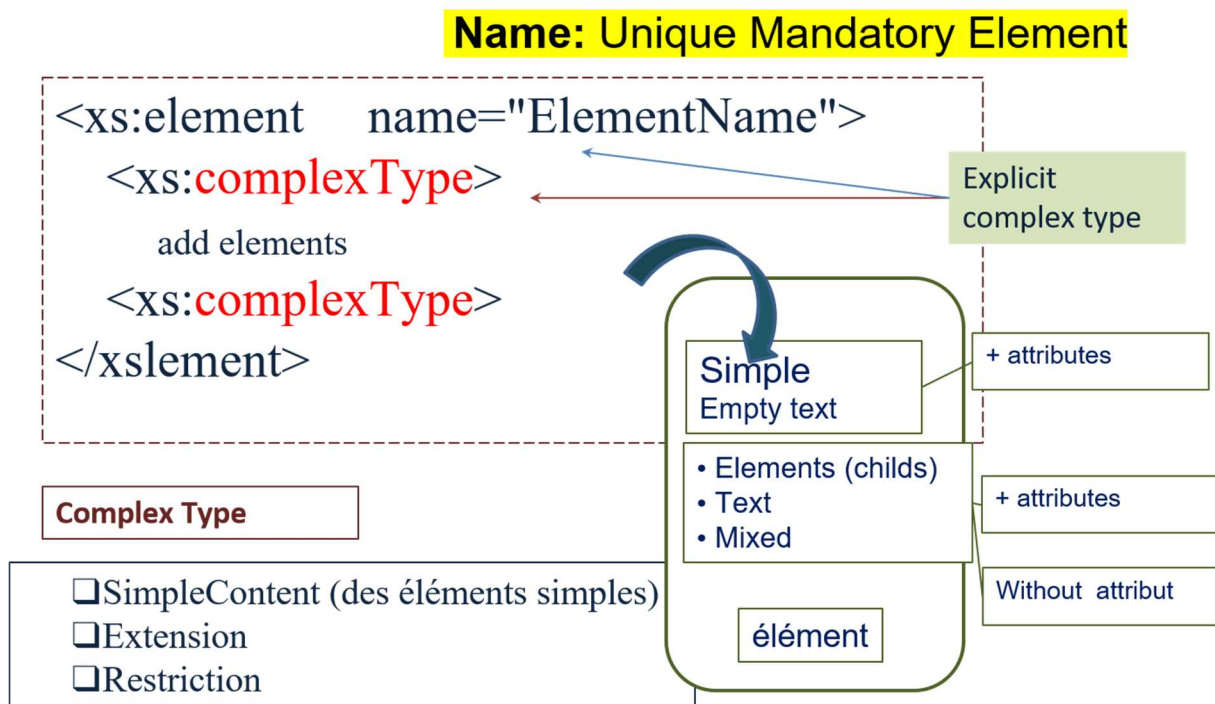 Name: Unique Mandatory Element
<xs:element name="ElementName">
<xs:complexType>
add elements
<xs:complexType>
</xslement>
Explicit
complex type
Simple
Empty text
+ attributes
• Elements (childs)
• Text
• Mixed
+ attributes
Without attribut
élément
Complex Type
❑SimpleContent (des éléments simples)
❑Extension
❑Restriction